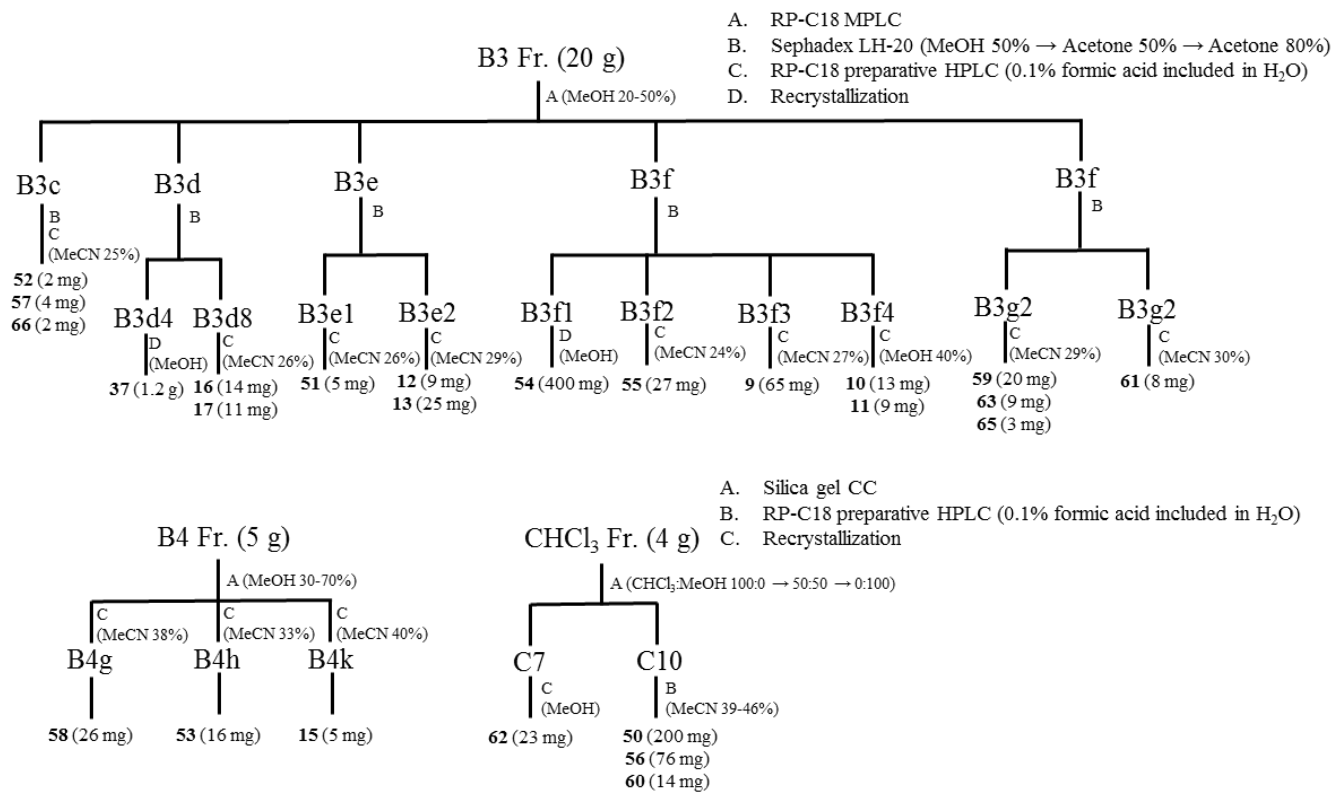 A. RP-C18 MPLC
B. Sephadex LH-20 (MeOH 50% → Acetone 50% → Acetone 80%)
C. RP-C18 preparative HPLC (0.1% formic acid included in H₂O)
D. Recrystallization
B3 Fr. (20 g)
A (MeOH 20-50%)
B3c
B
C
(MeCN 25%)
52 (2 mg)
57 (4 mg)
66 (2 mg)
B3d
B
B3d4
D
(MeOH)
37 (1.2 g)
B3d8
C
(MeCN 26%)
16 (14 mg)
17 (11 mg)
B3e
B
B3e1
C
(MeCN 26%)
51 (5 mg)
B3e2
C
(MeCN 29%)
12 (9 mg)
13 (25 mg)
B3f
B
B3f1
D
(MeOH)
54 (400 mg)
B3f2
C
(MeCN 24%)
55 (27 mg)
B3f3
C
(MeCN 27%)
9 (65 mg)
B3f4
C
(MeOH 40%)
10 (13 mg)
11 (9 mg)
B3f
B
B3g2
C
(MeCN 29%)
59 (20 mg)
63 (9 mg)
65 (3 mg)
B3g2
C
(MeCN 30%)
61 (8 mg)
B4 Fr. (5 g)
A (MeOH 30-70%)
C
(MeCN 38%)
B4g
58 (26 mg)
C
(MeCN 33%)
B4h
53 (16 mg)
C
(MeCN 40%)
B4k
15 (5 mg)
A. Silica gel CC
B. RP-C18 preparative HPLC (0.1% formic acid included in H₂O)
C. Recrystallization
CHCl₃ Fr. (4 g)
A (CHCl₃:MeOH 100:0 → 50:50 → 0:100)
C7
C
(MeOH)
62 (23 mg)
C10
B
(MeCN 39-46%)
50 (200 mg)
56 (76 mg)
60 (14 mg)